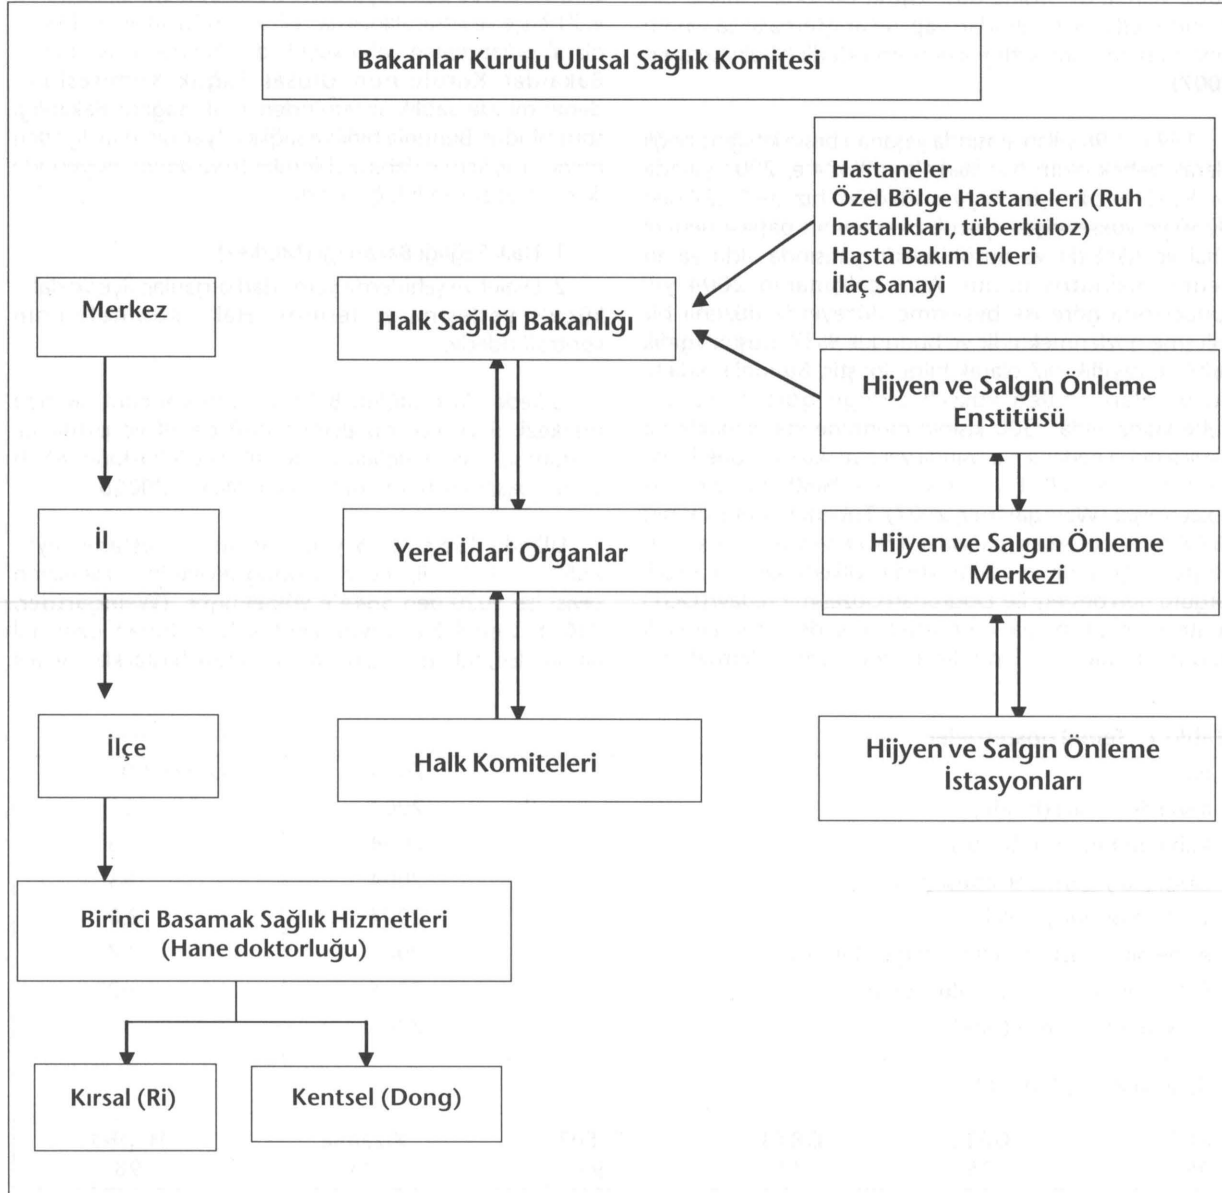 Bakanlar Kurulu Ulusal Sağlık Komitesi
Hastaneler
Özel Bölge Hastaneleri (Ruh
hastalıkları, tüberküloz)
Hasta Bakım Evleri
İlaç Sanayi
Merkez
Halk Sağlığı Bakanlığı
Hijyen ve Salgın Önleme
Enstitüsü
İl
Yerel İdari Organlar
Hijyen ve Salgın Önleme
Merkezi
İlçe
Halk Komiteleri
Hijyen ve Salgın Önleme
İstasyonları
Birinci Basamak Sağlık Hizmetleri
(Hane doktorluğu)
Kırsal (Ri)
Kentsel (Dong)